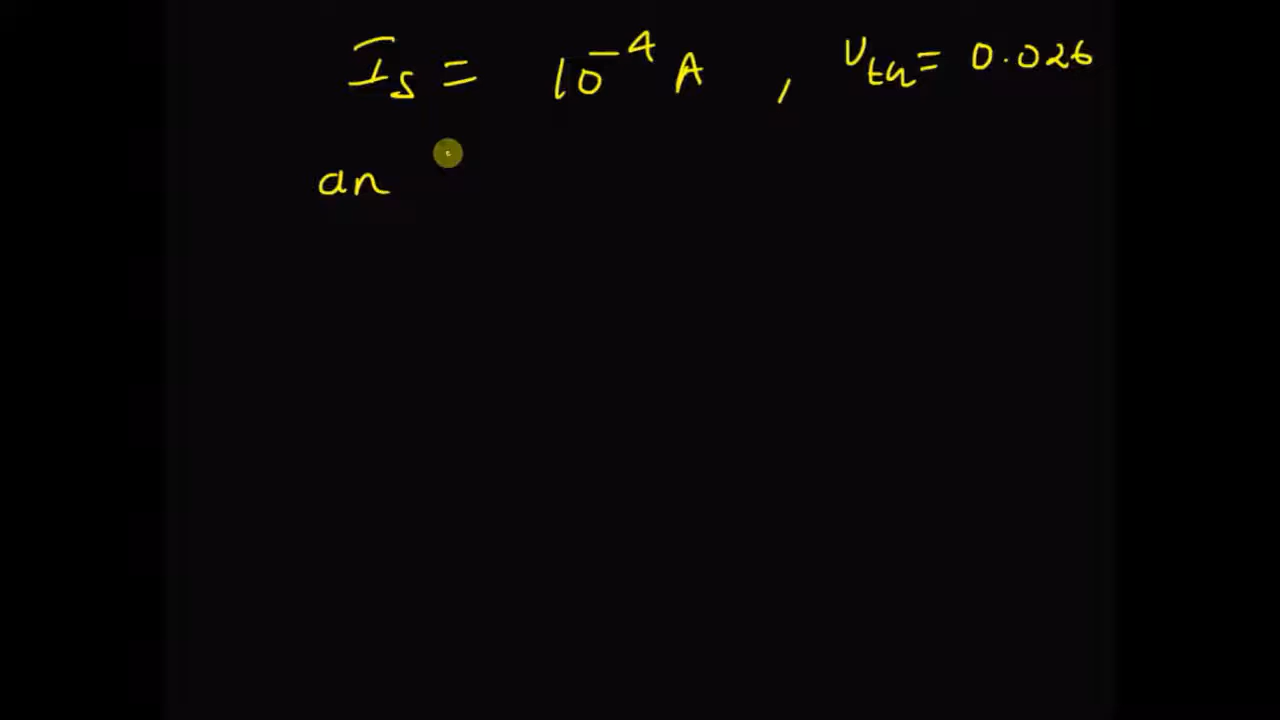 Is = 10⁻⁴ A , Vth = 0.026
an